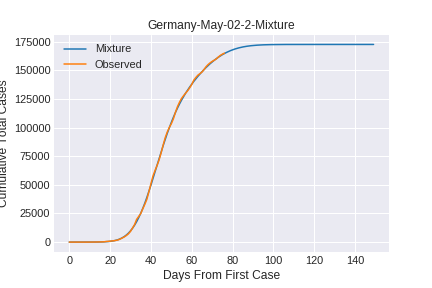 Germany-May-02-2-Mixture
Mixture
Observed
175000
150000
125000
100000
75000
50000
25000
0
Cumulative Total Cases
0 20 40 60 80 100 120 140
Days From First Case